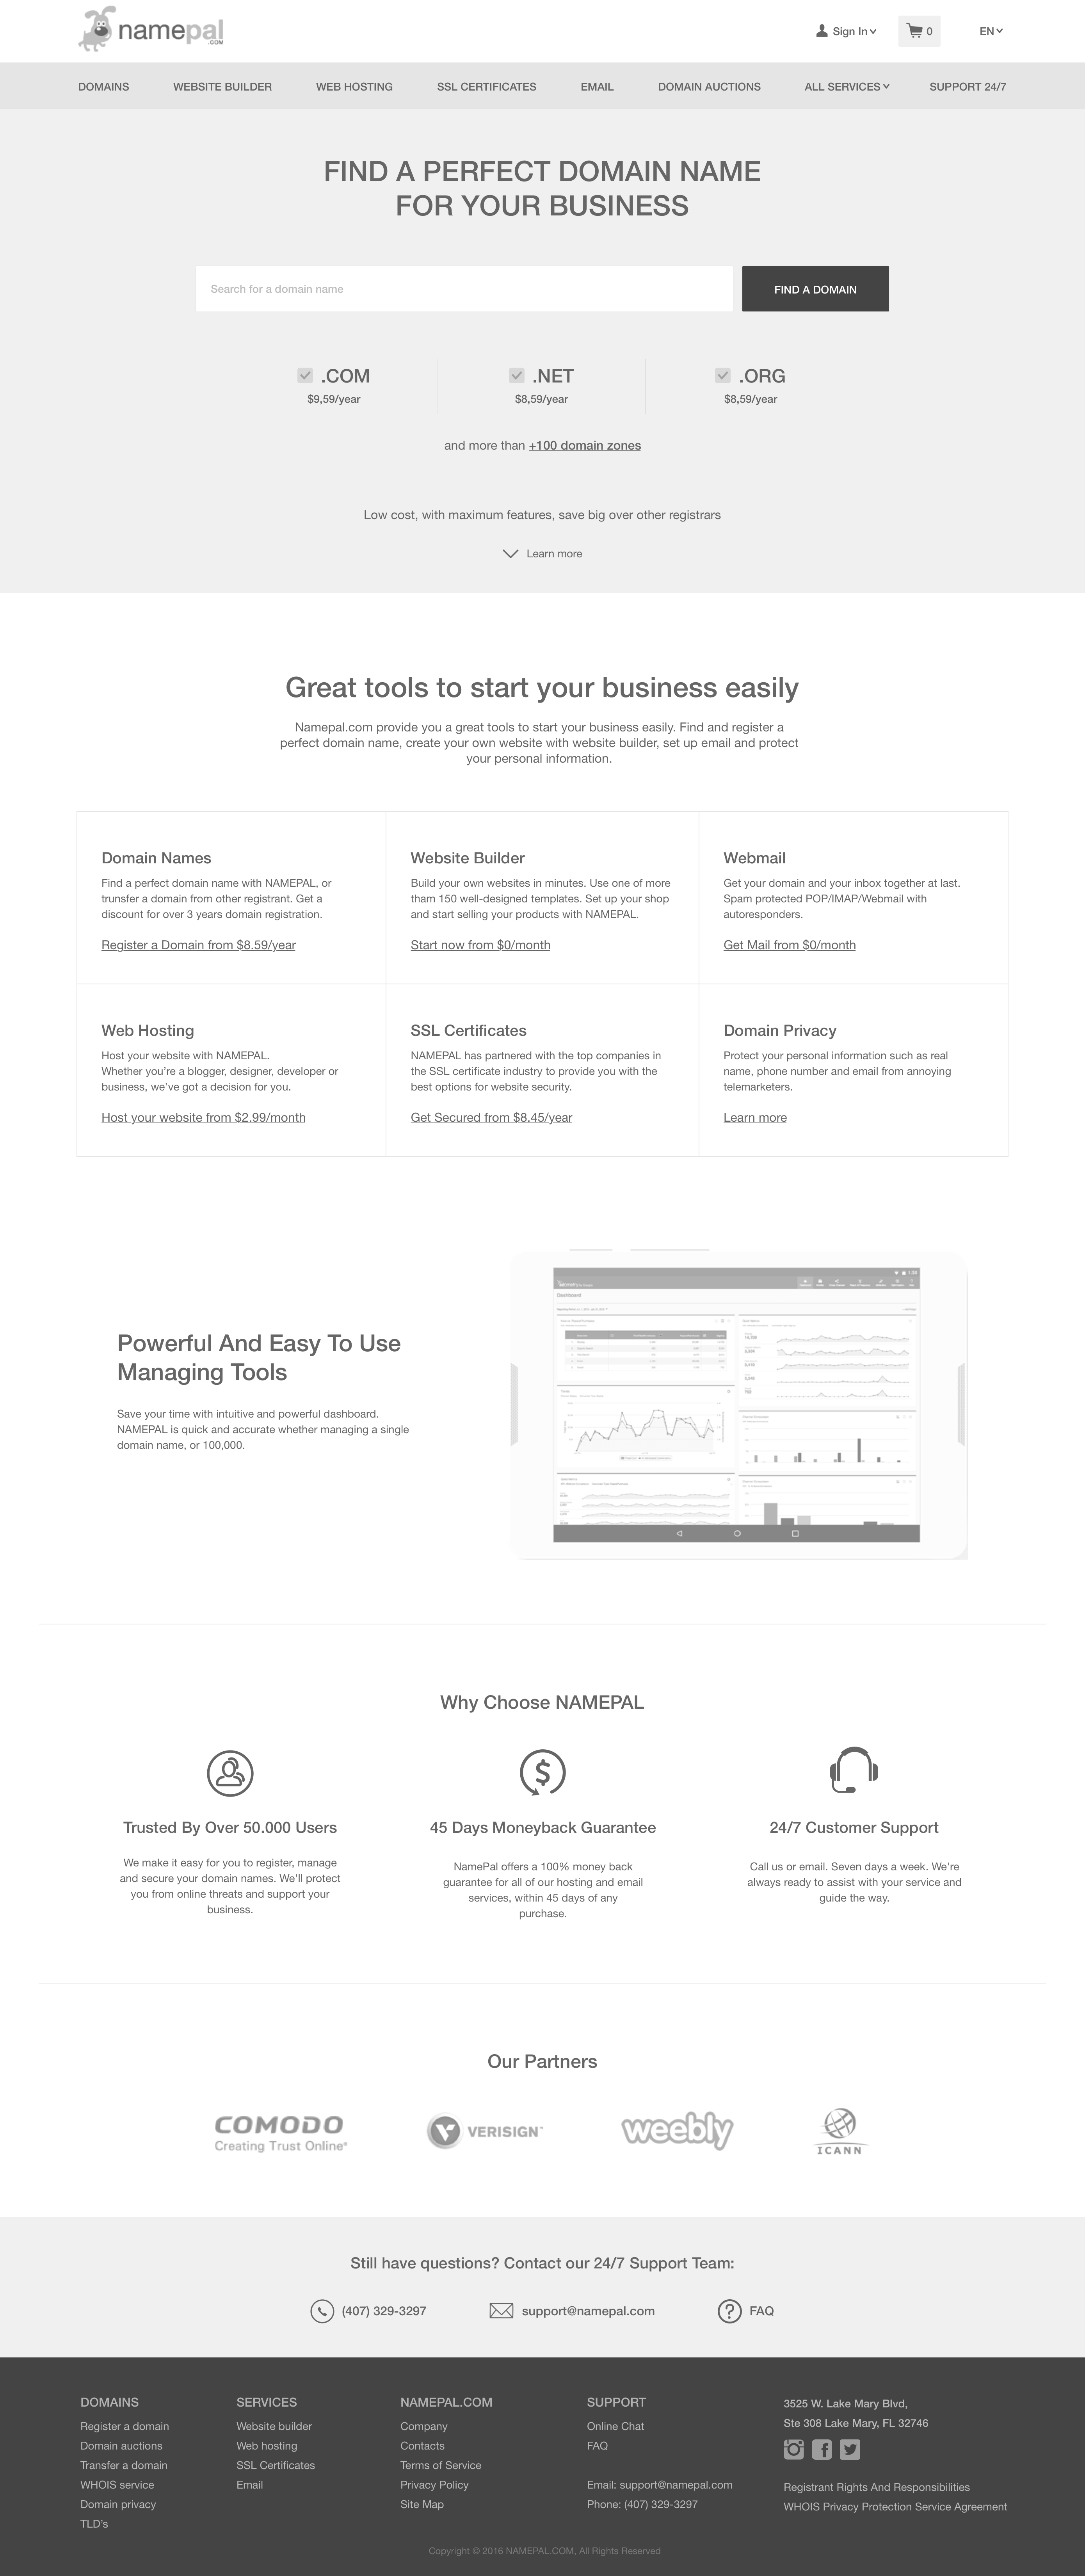 namepal
.COM
Sign In
0
EN
DOMAINS
WEBSITE BUILDER
WEB HOSTING
SSL CERTIFICATES
EMAIL
DOMAIN AUCTIONS
ALL SERVICES
SUPPORT 24/7
FIND A PERFECT DOMAIN NAME
FOR YOUR BUSINESS
Search for a domain name
FIND A DOMAIN
.COM
$9,59/year
.NET
$8,59/year
.ORG
$8,59/year
and more than +100 domain zones
Low cost, with maximum features, save big over other registrars
Learn more
Great tools to start your business easily
Namepal.com provide you a great tools to start your business easily. Find and register a
perfect domain name, create your own website with website builder, set up email and protect
your personal information.
Domain Names
Find a perfect domain name with NAMEPAL, or
trunsfer a domain from other registrant. Get a
discount for over 3 years domain registration.
Register a Domain from $8.59/year
Website Builder
Build your own websites in minutes. Use one of more
tham 150 well-designed templates. Set up your shop
and start selling your products with NAMEPAL.
Start now from $0/month
Webmail
Get your domain and your inbox together at last.
Spam protected POP/IMAP/Webmail with
autoresponders.
Get Mail from $0/month
Web Hosting
Host your website with NAMEPAL.
Whether you're a blogger, designer, developer or
business, we've got a decision for you.
Host your website from $2.99/month
SSL Certificates
NAMEPAL has partnered with the top companies in
the SSL certificate industry to provide you with the
best options for website security.
Get Secured from $8.45/year
Domain Privacy
Protect your personal information such as real
name, phone number and email from annoying
telemarketers.
Learn more
Powerful And Easy To Use
Managing Tools
Save your time with intuitive and powerful dashboard.
NAMEPAL is quick and accurate whether managing a single
domain name, or 100,000.
Dashboard
Why Choose NAMEPAL
Trusted By Over 50.000 Users
We make it easy for you to register, manage
and secure your domain names. We'll protect
you from online threats and support your
business.
45 Days Moneyback Guarantee
NamePal offers a 100% money back
guarantee for all of our hosting and email
services, within 45 days of any
purchase.
24/7 Customer Support
Call us or email. Seven days a week. We're
always ready to assist with your service and
guide the way.
Our Partners
COMODO
Creating Trust Online®
VERISIGN™
weebly
ICANN
Still have questions? Contact our 24/7 Support Team:
(407) 329-3297
support@namepal.com
FAQ
DOMAINS
Register a domain
Domain auctions
Transfer a domain
WHOIS service
Domain privacy
TLD's
SERVICES
Website builder
Web hosting
SSL Certificates
Email
NAMEPAL.COM
Company
Contacts
Terms of Service
Privacy Policy
Site Map
SUPPORT
Online Chat
FAQ
Email: support@namepal.com
Phone: (407) 329-3297
3525 W. Lake Mary Blvd,
Ste 308 Lake Mary, FL 32746
Registrant Rights And Responsibilities
WHOIS Privacy Protection Service Agreement
Copyright © 2016 NAMEPAL.COM, All Rights Reserved